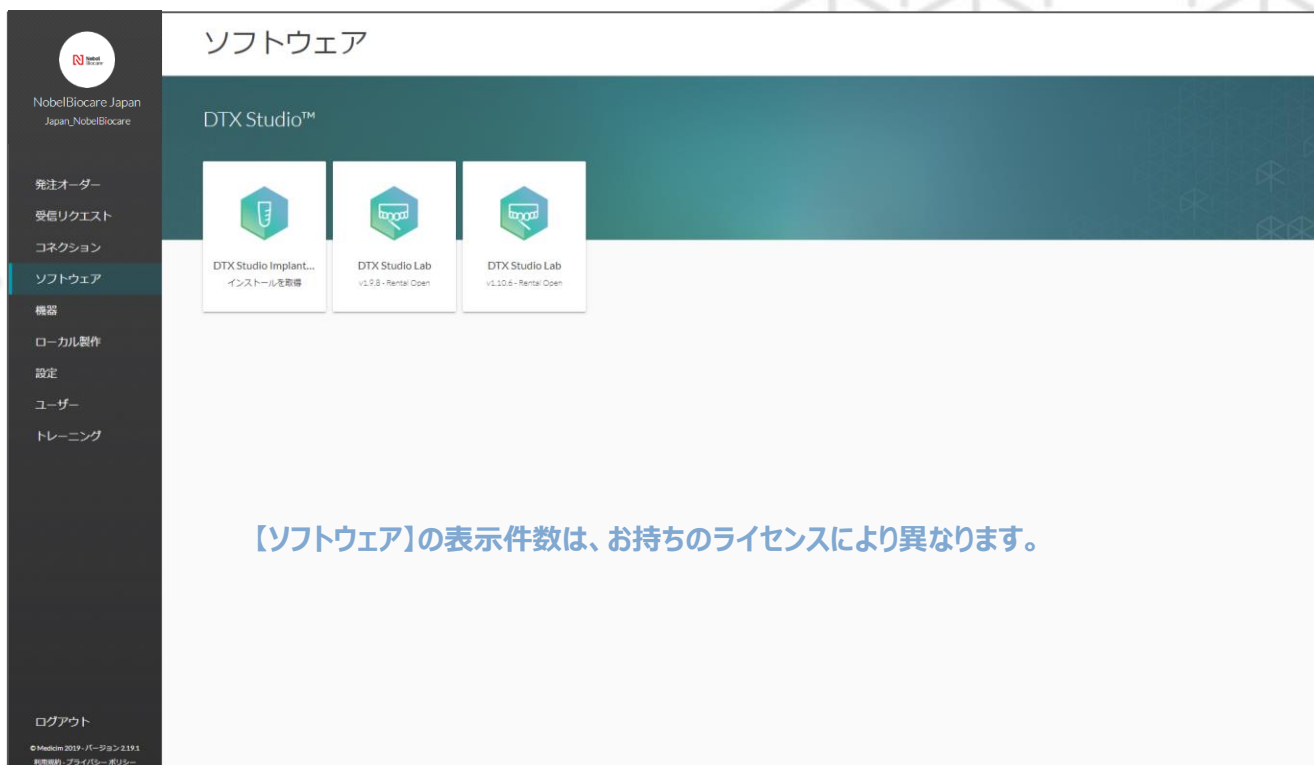 ソフトウェア
Nobel
Biocare
NobelBiocare Japan
Japan_NobelBiocare
DTX Studio™
発注オーダー
受信リクエスト
コネクション
ソフトウェア
機器
ローカル製作
設定
ユーザー
トレーニング
DTX Studio Implant...
インストールを取得
DTX Studio Lab
v1.9.8 - Rental Open
DTX Studio Lab
v1.10.6 - Rental Open
【ソフトウェア】の表示件数は、お持ちのライセンスにより異なります。
ログアウト
© Medicim 2019 - バージョン 2.19.1
利用規約 - プライバシー ポリシー